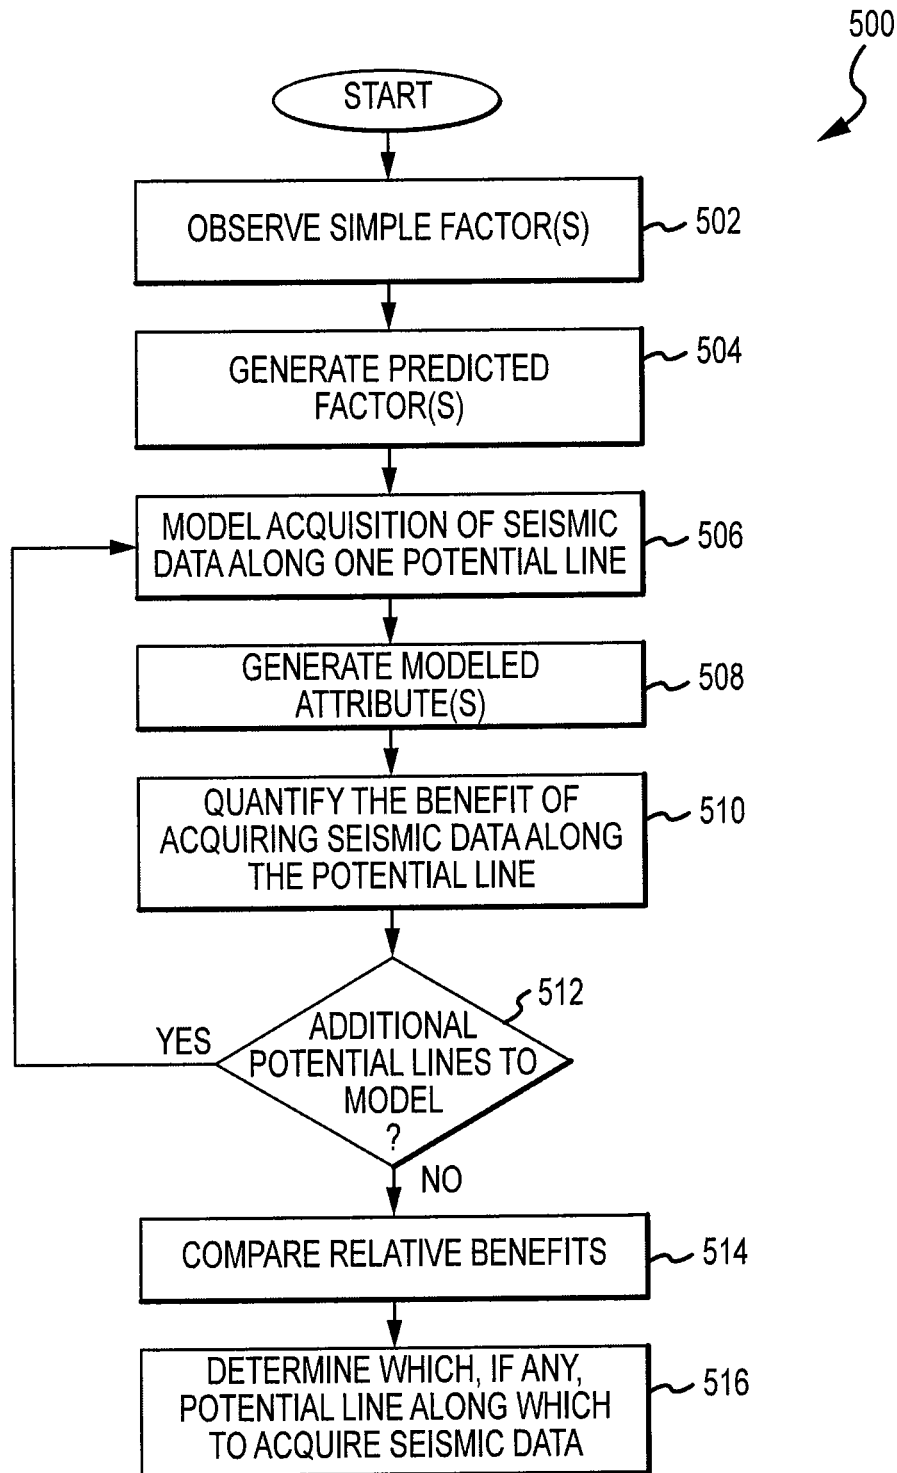 500
START
OBSERVE SIMPLE FACTOR(S)
502
GENERATE PREDICTED
FACTOR(S)
504
MODEL ACQUISITION OF SEISMIC
DATA ALONG ONE POTENTIAL LINE
506
GENERATE MODELED
ATTRIBUTE(S)
508
QUANTIFY THE BENEFIT OF
ACQUIRING SEISMIC DATA ALONG
THE POTENTIAL LINE
510
512
YES
ADDITIONAL
POTENTIAL LINES TO
MODEL
?
NO
COMPARE RELATIVE BENEFITS
514
DETERMINE WHICH, IF ANY,
POTENTIAL LINE ALONG WHICH
TO ACQUIRE SEISMIC DATA
516